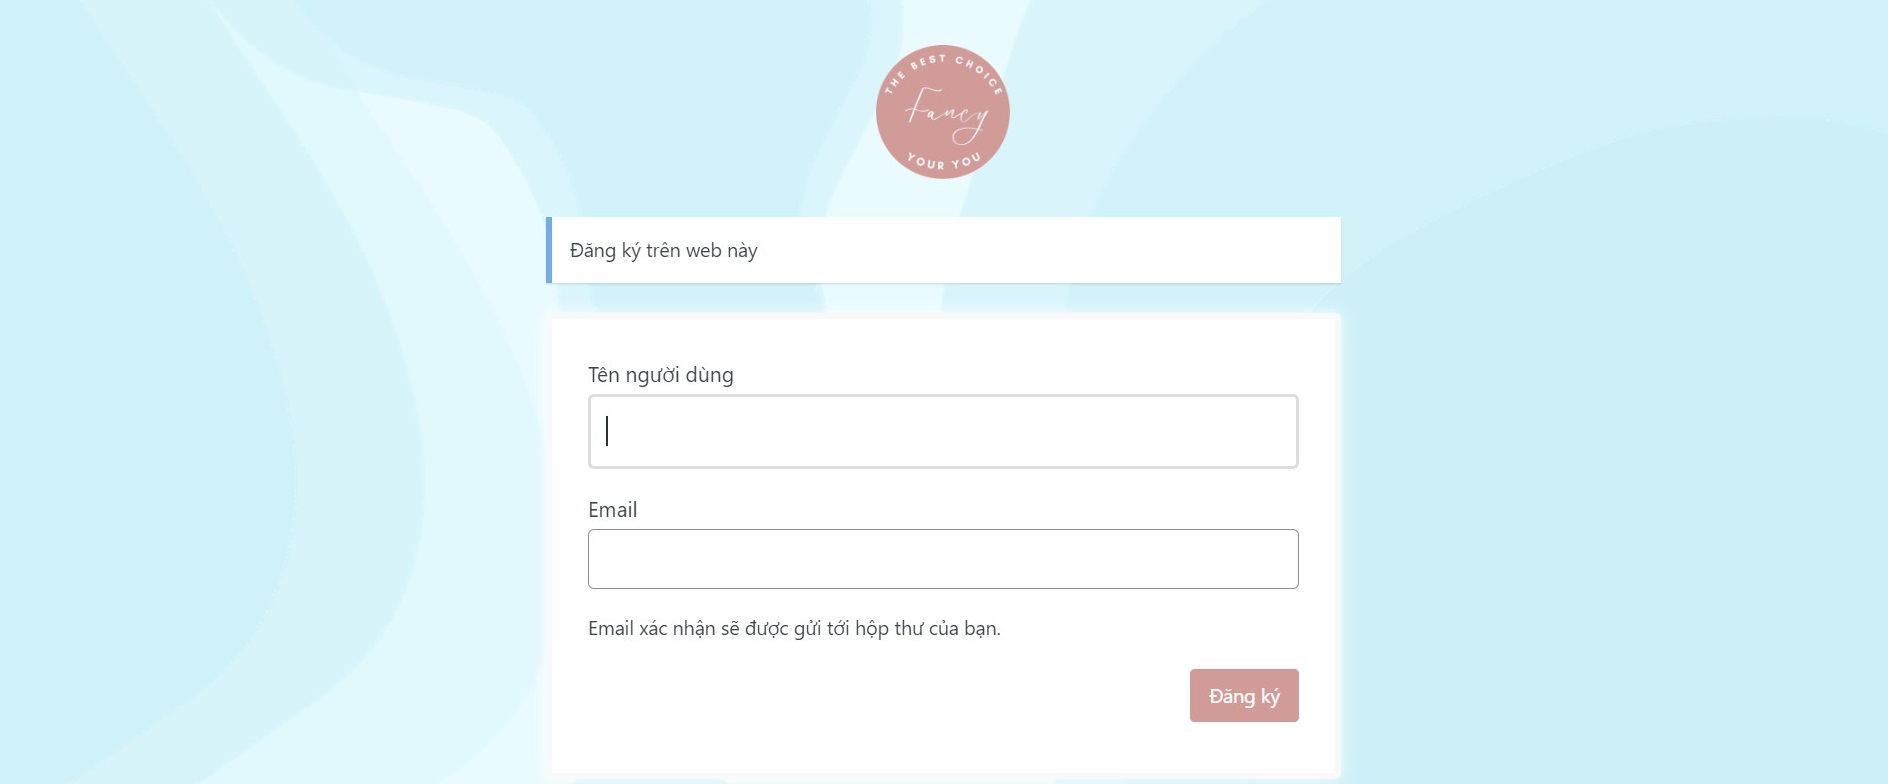 THE BEST CHOICE
Fancy
YOUR YOU
Đăng ký trên web này
Tên người dùng
Email
Email xác nhận sẽ được gửi tới hộp thư của bạn.
Đăng ký